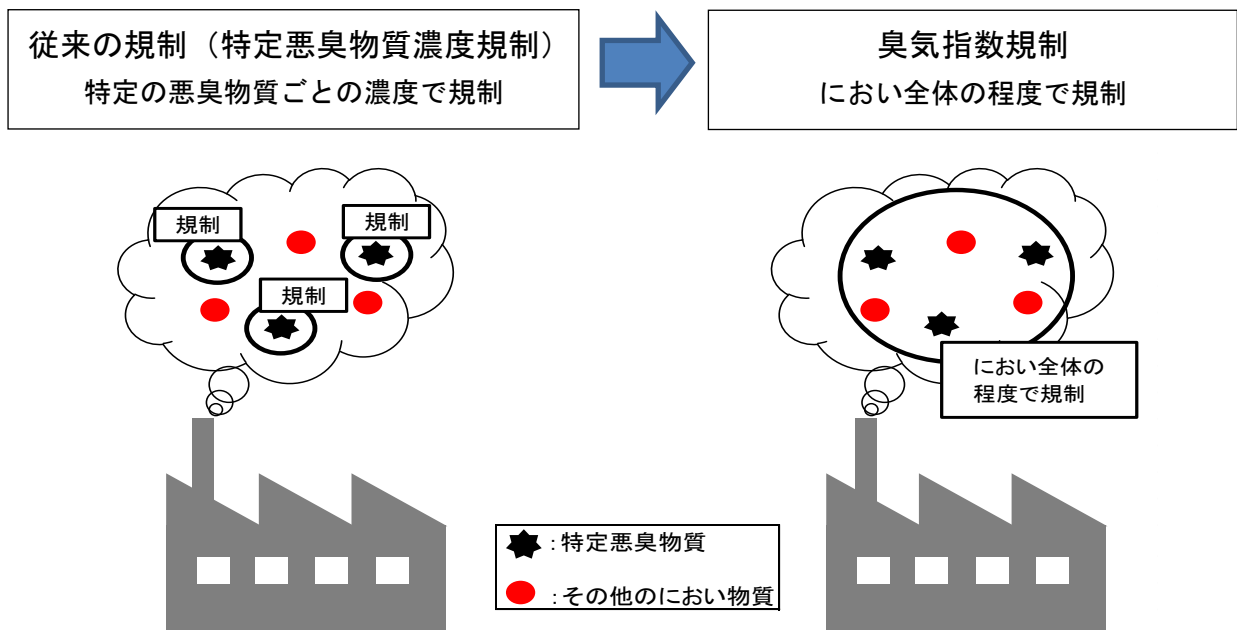 従来の規制（特定悪臭物質濃度規制）
特定の悪臭物質ごとの濃度で規制
臭気指数規制
におい全体の程度で規制
規制
規制
規制
におい全体の
程度で規制
：特定悪臭物質
：その他のにおい物質